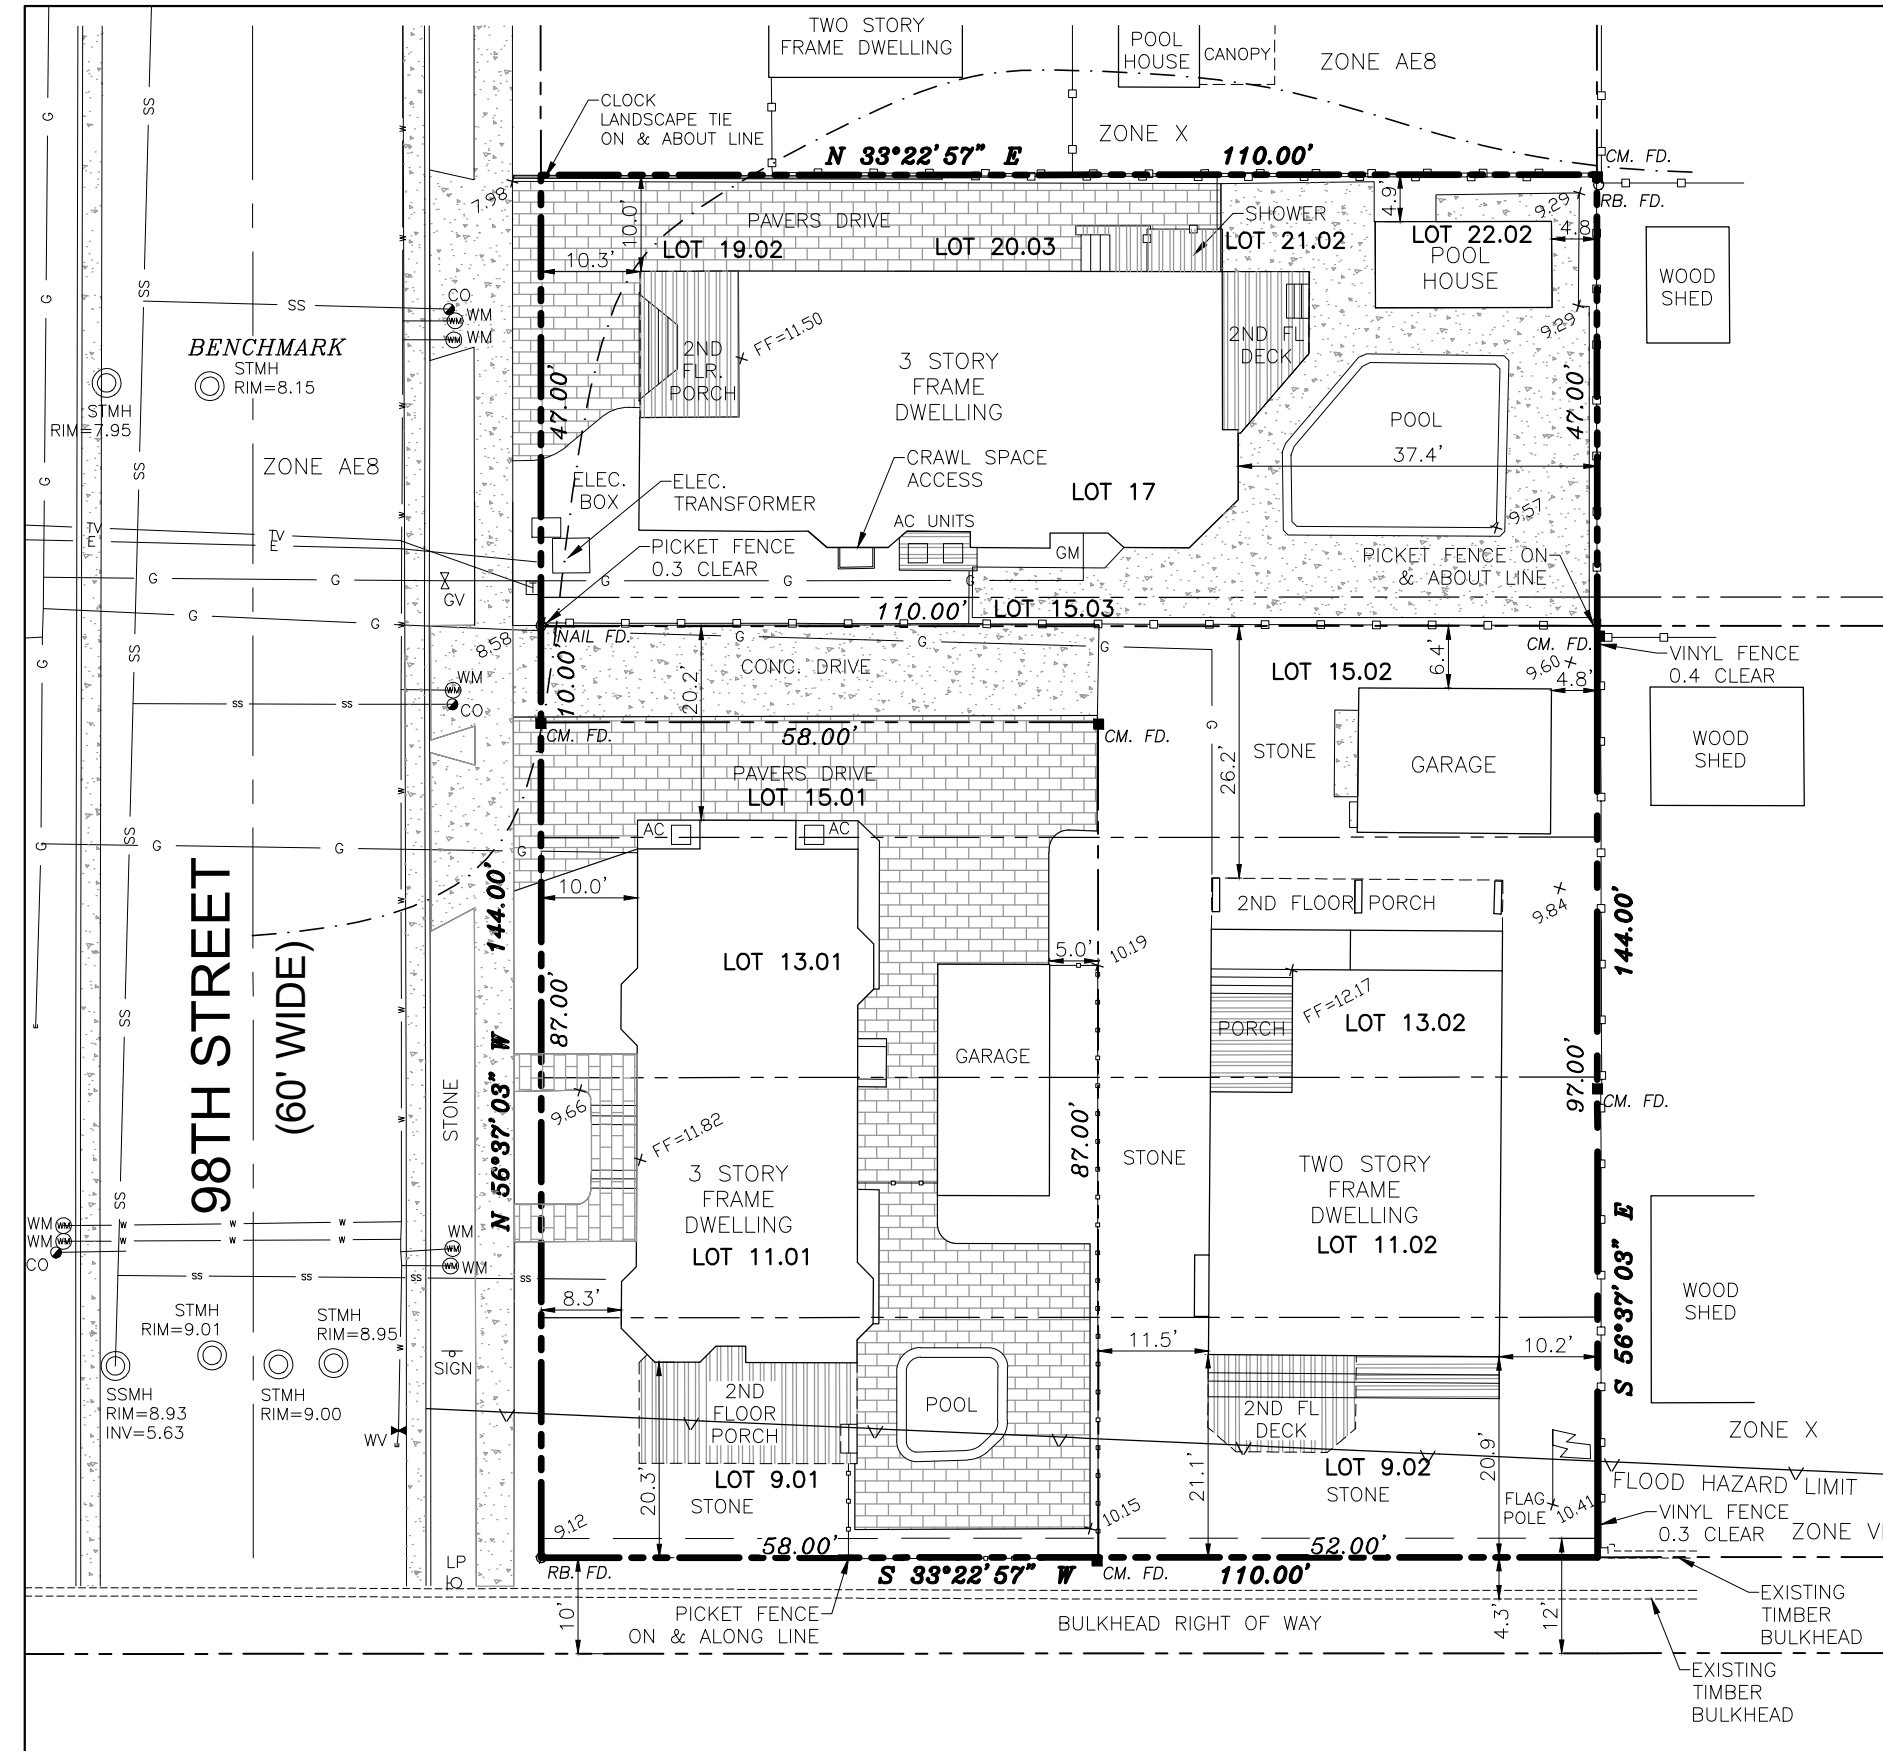 TWO STORY
FRAME DWELLING
POOL
HOUSE
CANOPY
ZONE AE8
CLOCK
LANDSCAPE TIE
ON & ABOUT LINE
ZONE X
N 33°22'57" E
110.00'
CM. FD.
RB. FD.
7.98
10.0'
PAVERS DRIVE
LOT 19.02
LOT 20.03
SHOWER
LOT 21.02
4.9'
LOT 22.02
POOL
HOUSE
9.29
4.8'
10.3'
WOOD
SHED
G
SS
W
CO
WM
WM
BENCHMARK
STMH
RIM=8.15
STMH
RIM=7.95
2ND
FLR.
PORCH
FF=11.50
3 STORY
FRAME
DWELLING
2ND FL
DECK
9.29
47.00'
POOL
37.4'
47.00'
ZONE AE8
ELEC.
BOX
ELEC.
TRANSFORMER
CRAWL SPACE
ACCESS
LOT 17
AC UNITS
9.57
TV
E
TV
E
PICKET FENCE
0.3 CLEAR
GM
PICKET FENCE ON
& ABOUT LINE
G
G
G
G
G
T
GV
110.00'
LOT 15.03
G
G
8.58
NAIL FD.
G
G
G
CM. FD.
VINYL FENCE
0.4 CLEAR
WM
CO
10.00'
CONC. DRIVE
20.2'
LOT 15.02
6.4'
9.60
4.8'
SS
SS
CM. FD.
58.00'
CM. FD.
G
STONE
GARAGE
WOOD
SHED
26.2'
PAVERS DRIVE
LOT 15.01
AC
AC
G
G
G
G
144.00'
10.0'
2ND FLOOR PORCH
9.84
144.00'
98TH STREET
(60' WIDE)
LOT 13.01
5.0'
10.19
87.00'
PORCH
FF=12.17
LOT 13.02
GARAGE
97.00'
CM. FD.
STONE
N 56°37'03" W
9.66
FF=11.82
87.00'
STONE
3 STORY
FRAME
DWELLING
LOT 11.01
TWO STORY
FRAME
DWELLING
LOT 11.02
S 56°37'03" E
WM
WM
CO
W
W
W
W
W
W
WM
WM
SS
SS
SS
SS
8.3'
WOOD
SHED
STMH
RIM=9.01
STMH
RIM=8.95
SSMH
RIM=8.93
INV=5.63
STMH
RIM=9.00
SIGN
WV
11.5'
10.2'
2ND
FLOOR
PORCH
POOL
2ND FL
DECK
ZONE X
LOT 9.01
STONE
20.3'
21.1'
LOT 9.02
STONE
20.9'
FLAG
POLE
10.41
FLOOD HAZARD LIMIT
VINYL FENCE
0.3 CLEAR
ZONE V
9.12
10.15
LP
58.00'
52.00'
RB. FD.
S 33°22'57" W
CM. FD.
110.00'
10'
PICKET FENCE
ON & ALONG LINE
BULKHEAD RIGHT OF WAY
4.3'
12'
EXISTING
TIMBER
BULKHEAD
EXISTING
TIMBER
BULKHEAD